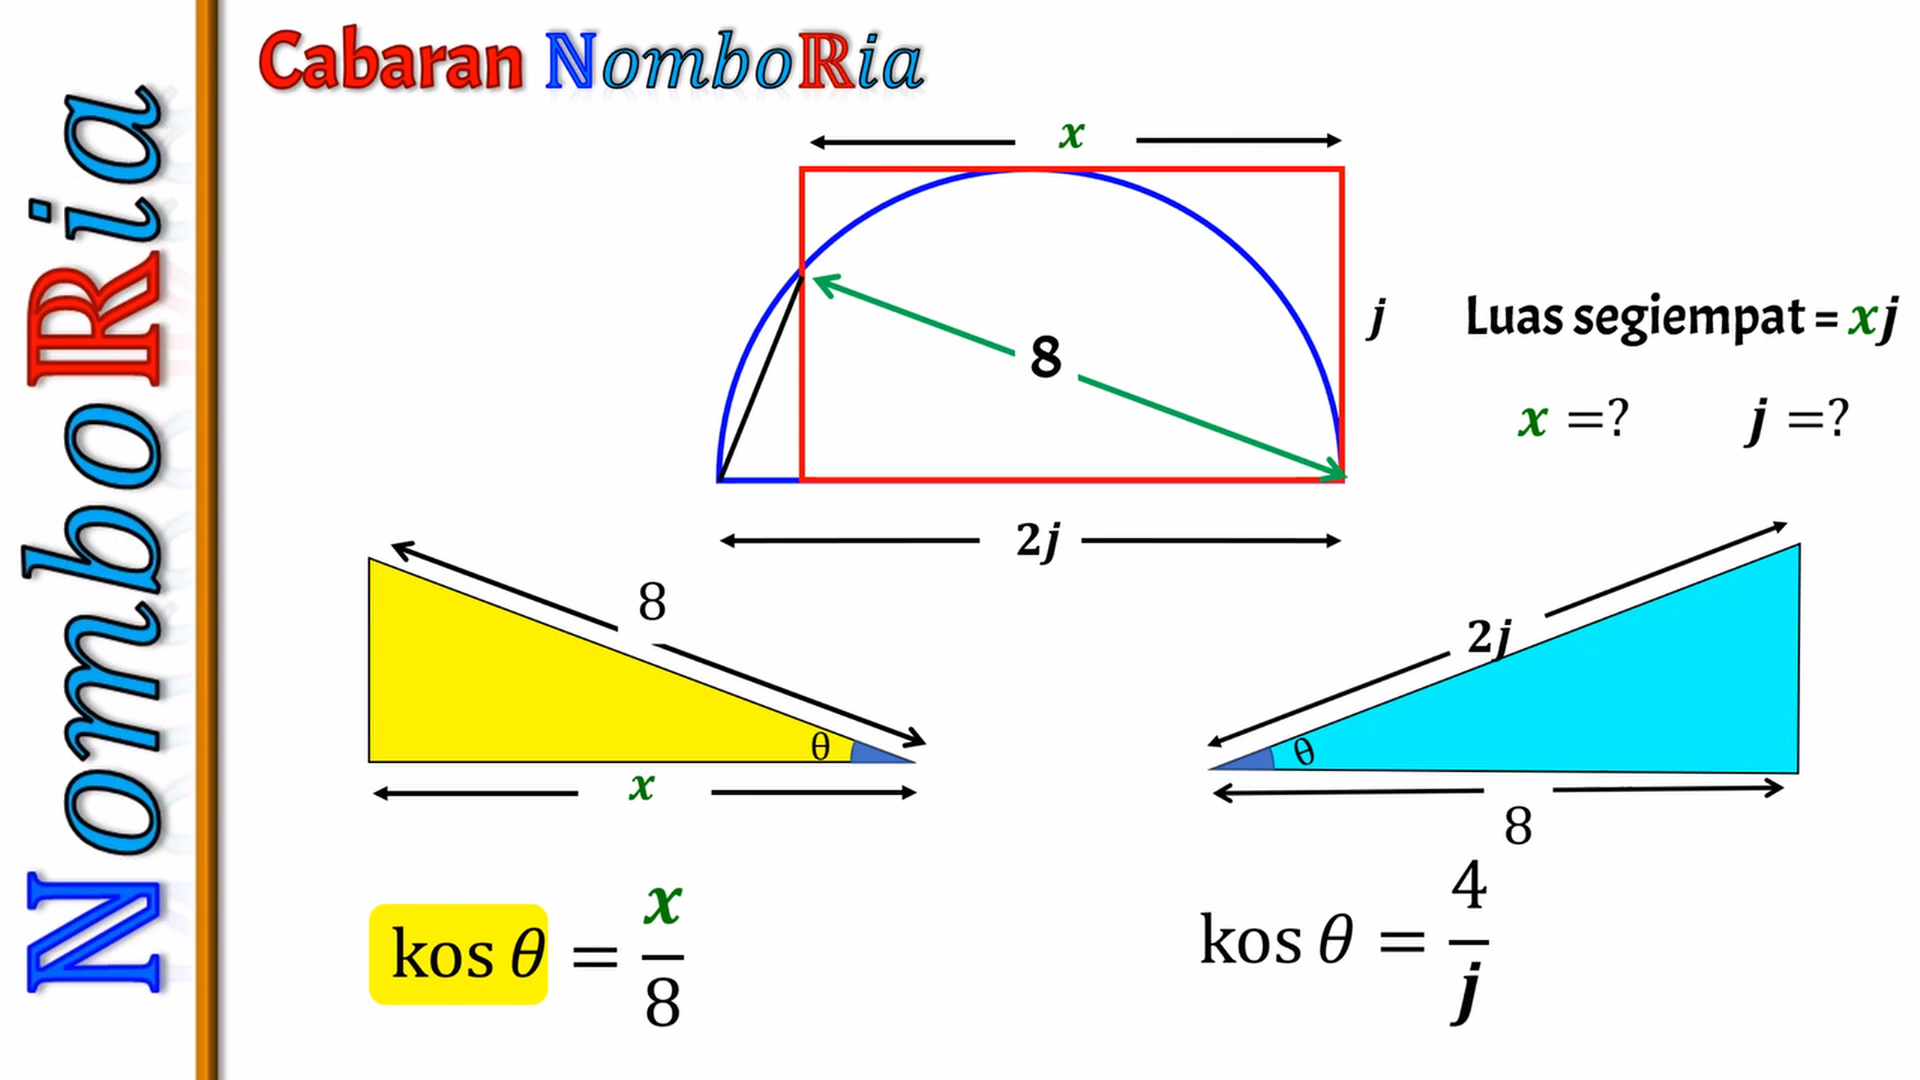 NomboRia
Cabaran NomboRia
x
8
j
2j
Luas segiempat = xj
x =? j =?
8
θ
x
2j
θ
8
kos θ = x/8
kos θ = 4/j